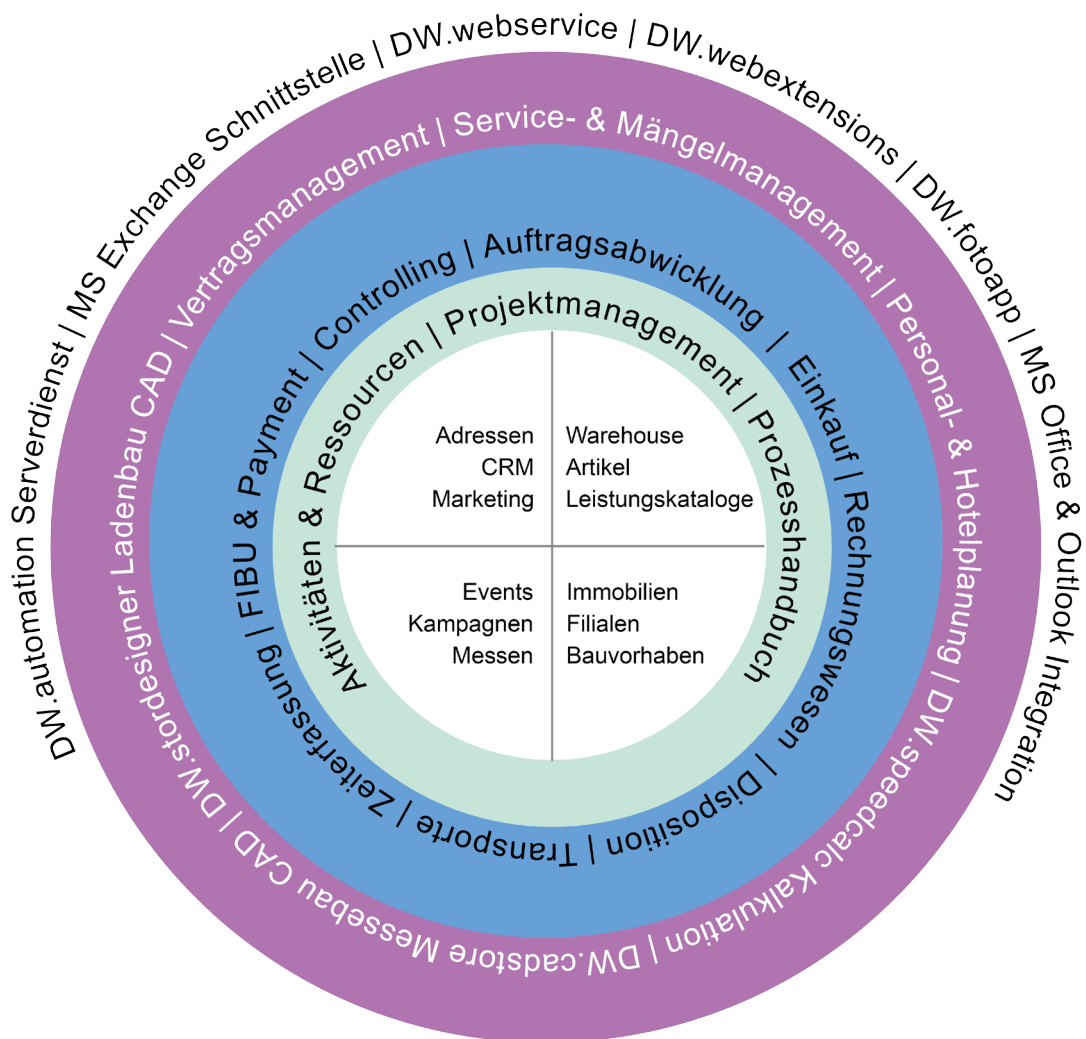 DW.automation Serverdienst | MS Exchange Schnittstelle | DW.webservice | DW.webextensions | DW.fotoapp | MS Office & Outlook Integration
Vertragsmanagement | Service- & Mängelmanagement | Personal- & Hotelplanung | DW.speedcalc Kalkulation | DW.cadstore Messebau CAD | DW.stordesigner Ladenbau CAD |
FIBU & Payment | Controlling | Auftragsabwicklung | Einkauf | Rechnungswesen | Disposition | Transporte | Zeiterfassung |
Aktivitäten & Ressourcen | Projektmanagement | Prozesshandbuch
Adressen
CRM
Marketing
Warehouse
Artikel
Leistungskataloge
Events
Kampagnen
Messen
Immobilien
Filialen
Bauvorhaben